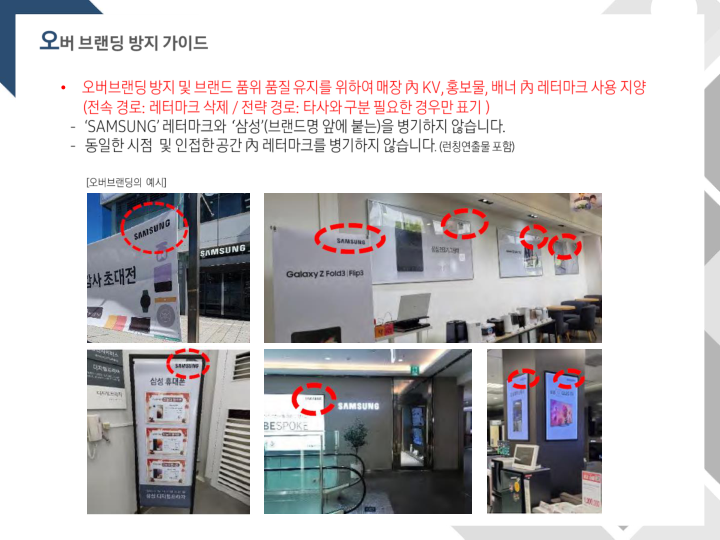 오버 브랜딩 방지 가이드
• 오버브랜딩 방지 및 브랜드 품위 품질 유지를 위하여 매장 內 KV, 홍보물, 배너 內 레터마크 사용 지양
(전속 경로: 레터마크 삭제 / 전략 경로: 타사와 구분 필요한 경우만 표기 )
- ‘SAMSUNG’ 레터마크와 ‘삼성’(브랜드명 앞에 붙는)을 병기하지 않습니다.
- 동일한 시점 및 인접한 공간 內 레터마크를 병기하지 않습니다. (런칭연출물 포함)
[오버브랜딩의 예시]
SAMSUNG
SAMSUNG
감사 초대전
SAMSUNG
Galaxy Z Fold3 | Flip3
SAMSUNG
삼성 휴대폰
삼성 디지털프라자
SAMSUNG
BESPOKE